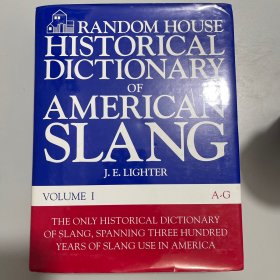 RANDOM HOUSE
HISTORICAL
DICTIONARY
OF
AMERICAN
SLANG
J. E. LIGHTER
VOLUME I A-G
THE ONLY HISTORICAL DICTIONARY
OF SLANG, SPANNING THREE HUNDRED
YEARS OF SLANG USE IN AMERICA